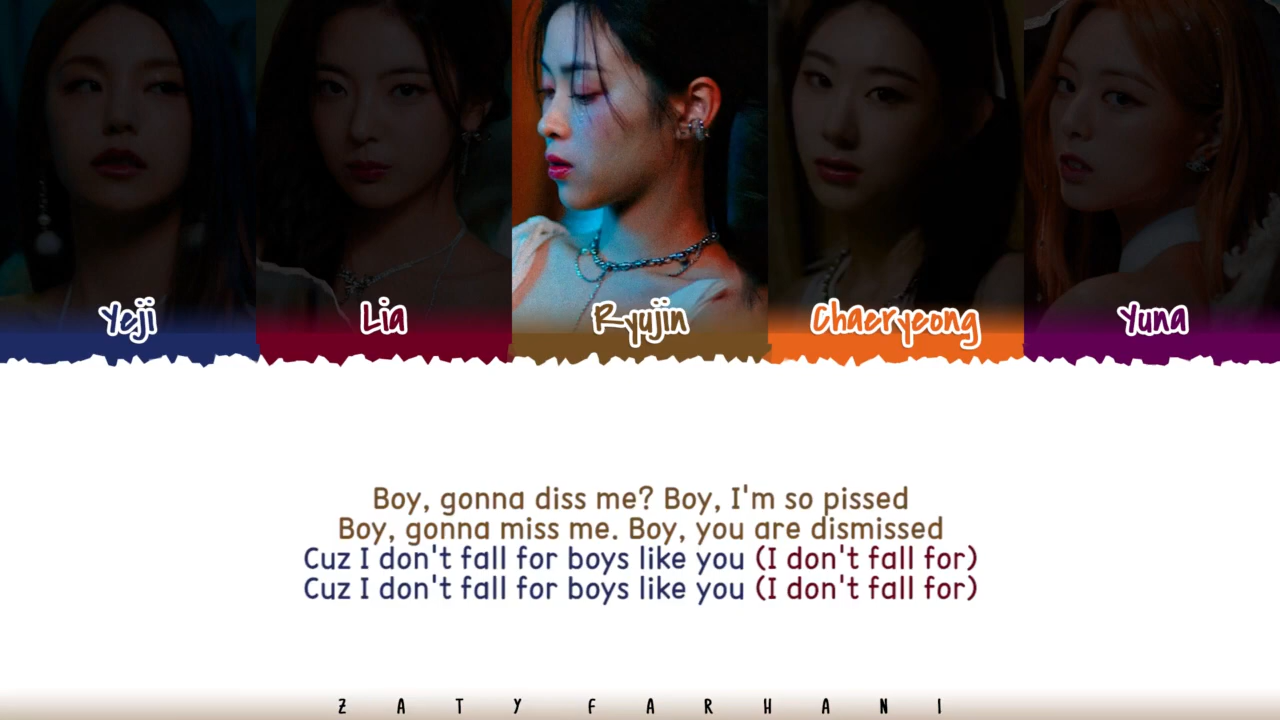 Yeji Lia Ryujin Chaeryeong Yuna
Boy, gonna diss me? Boy, I'm so pissed
Boy, gonna miss me. Boy, you are dismissed
Cuz I don't fall for boys like you (I don't fall for)
Cuz I don't fall for boys like you (I don't fall for)
ZATY FARHANI